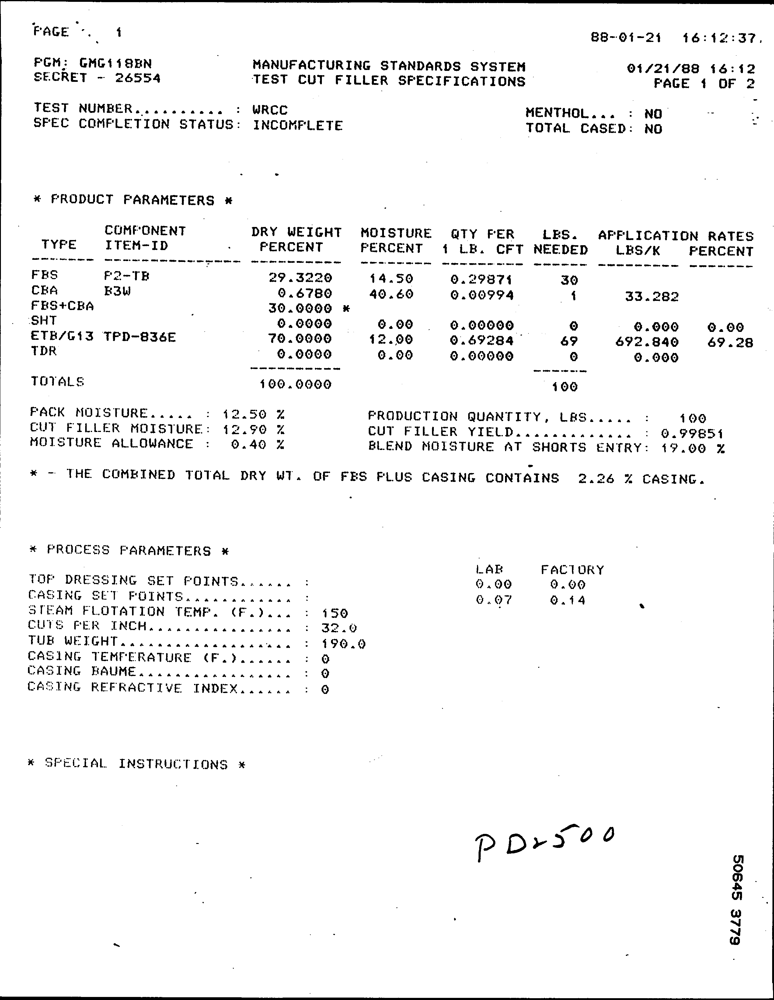 PAGE 1
88-01-21 16:12:37.
PGM: GMG118BN MANUFACTURING STANDARDS SYSTEM 01/21/88 16:12
SECRET - 26554 TEST CUT FILLER SPECIFICATIONS PAGE 1 OF 2
TEST NUMBER.......... : WRCC MENTHOL... : NO
SPEC COMPLETION STATUS: INCOMPLETE TOTAL CASED: NO
* PRODUCT PARAMETERS *
COMPONENT DRY WEIGHT MOISTURE QTY PER LBS. APPLICATION RATES
TYPE ITEM-ID PERCENT PERCENT 1 LB. CFT NEEDED LBS/K PERCENT
FBS P2-TB 29.3220 14.50 0.29871 30
CBA B3W 0.6780 40.60 0.00994 1 33.282
FBS+CBA 30.0000 *
SHT 0.0000 0.00 0.00000 0 0.000 0.00
ETB/G13 TPD-836E 70.0000 12.00 0.69284 69 692.840 69.28
TDR 0.0000 0.00 0.00000 0 0.000
TOTALS 100.0000 100
PACK MOISTURE..... : 12.50 % PRODUCTION QUANTITY, LBS..... : 100
CUT FILLER MOISTURE: 12.90 % CUT FILLER YIELD............. : 0.99851
MOISTURE ALLOWANCE : 0.40 % BLEND MOISTURE AT SHORTS ENTRY: 19.00 %
* - THE COMBINED TOTAL DRY WT. OF FBS PLUS CASING CONTAINS 2.26 % CASING.
* PROCESS PARAMETERS *
LAB FACTORY
TOP DRESSING SET POINTS...... : 0.00 0.00
CASING SET POINTS............ : 0.07 0.14
STEAM FLOTATION TEMP. (F.)... : 150
CUTS PER INCH................ : 32.0
TUB WEIGHT................... : 190.0
CASING TEMPERATURE (F.)...... : 0
CASING BAUME................. : 0
CASING REFRACTIVE INDEX...... : 0
* SPECIAL INSTRUCTIONS *
50645 3779